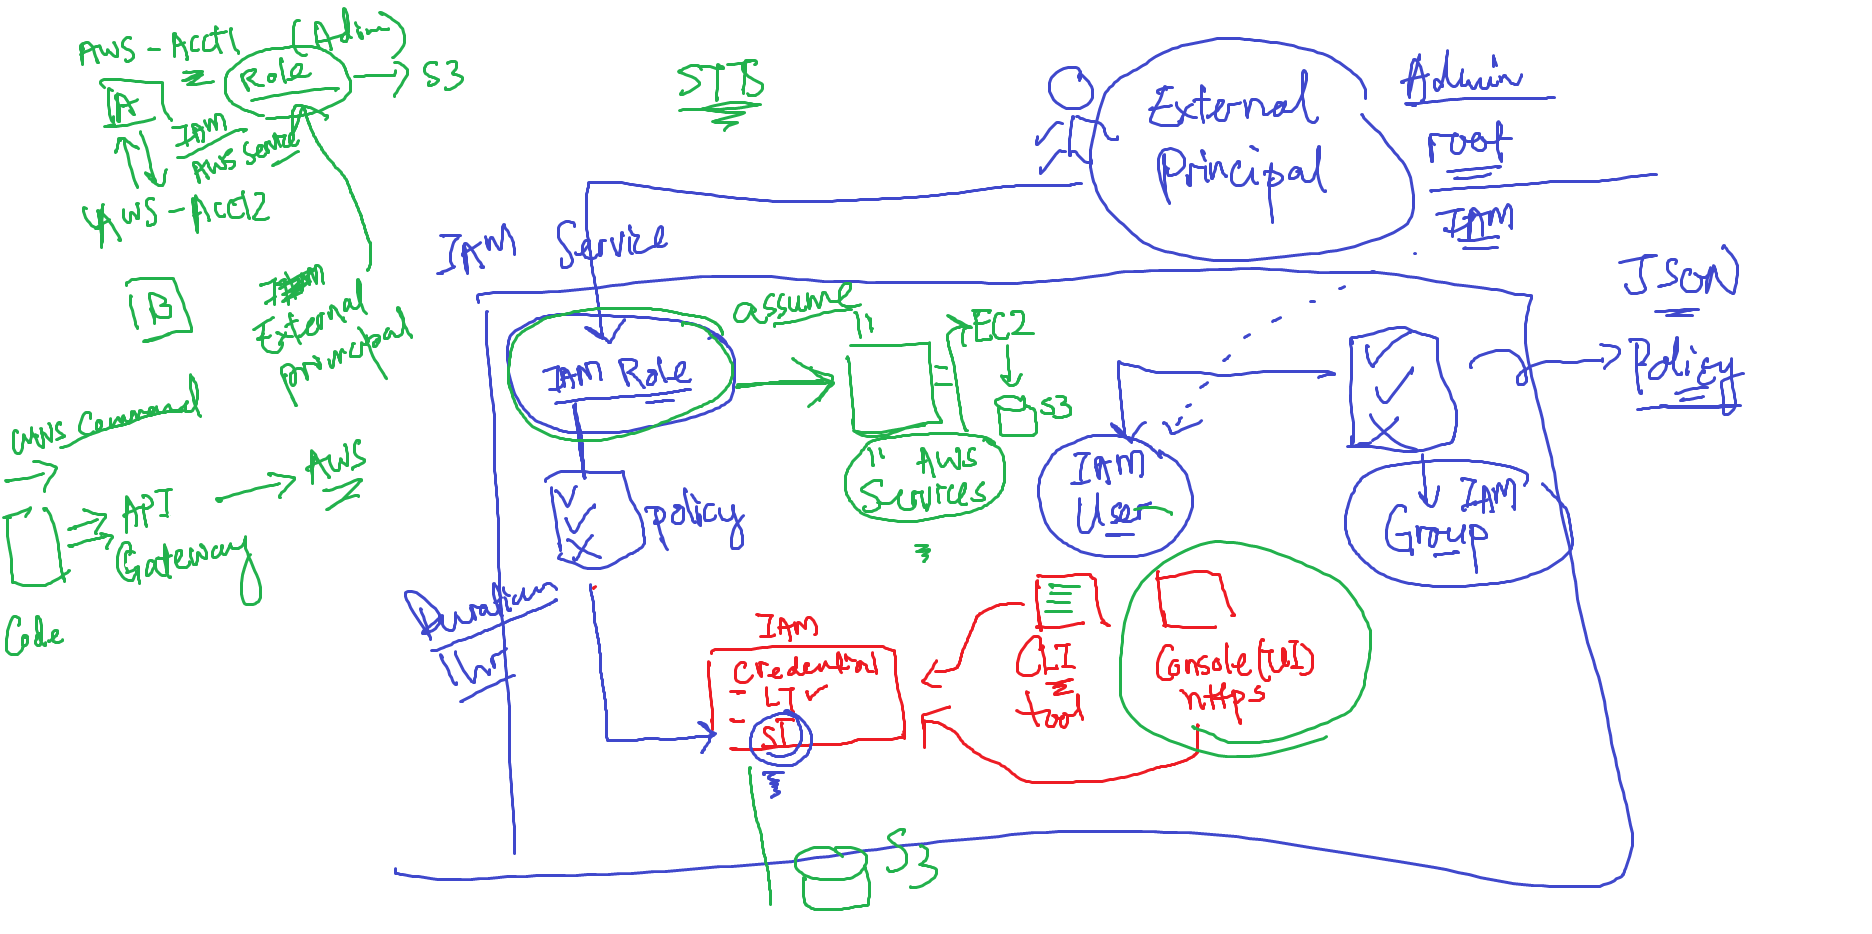 AWS - Acct1
(Admin)
Role
S3
A
IAM
AWS Service
AWS - Acct2
B
IAM
External
principal
AWS Command
API
Gateway
AWS
Code
STS
External
Principal
Admin
root
IAM
IAM Service
JSON
Policy
IAM Role
assume
EC2
S3
AWS
Services
IAM
User
IAM
Group
policy
Duration
1hr
IAM
Credential
- LT ✓
- ST
CLI
tool
Console(UI)
https
S3